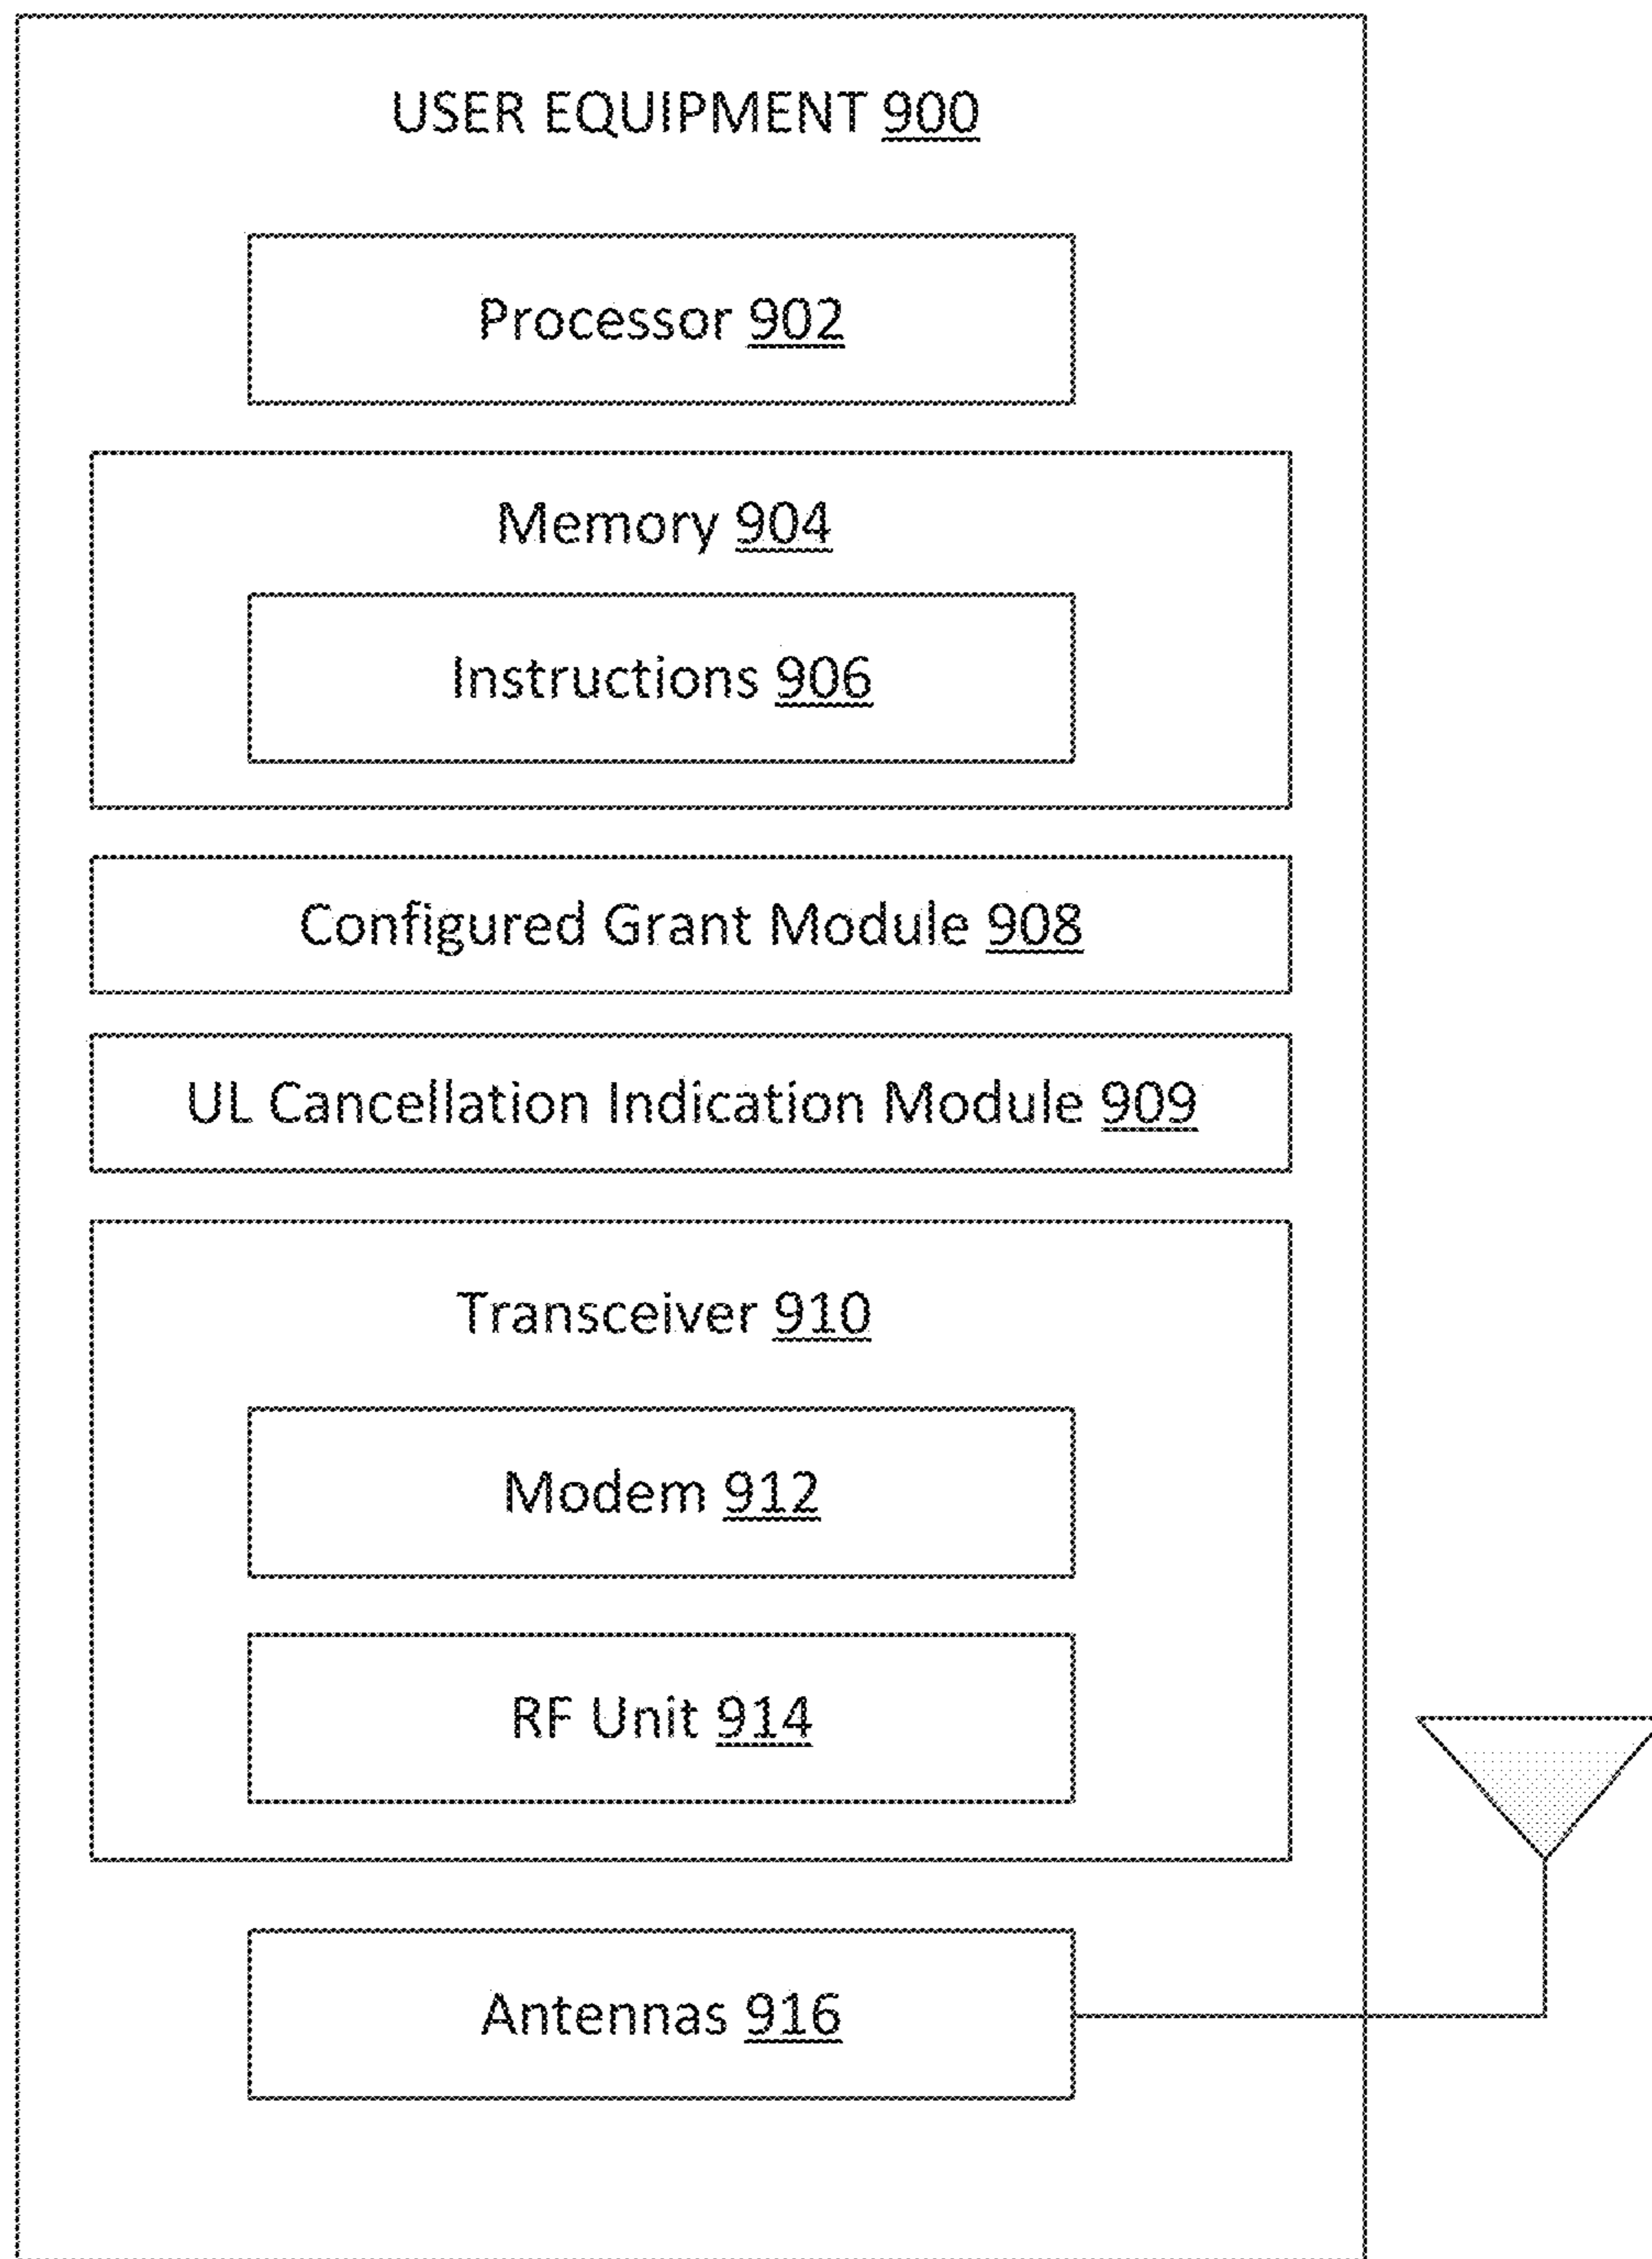 USER EQUIPMENT 900
Processor 902
Memory 904
Instructions 906
Configured Grant Module 908
UL Cancellation Indication Module 909
Transceiver 910
Modem 912
RF Unit 914
Antennas 916